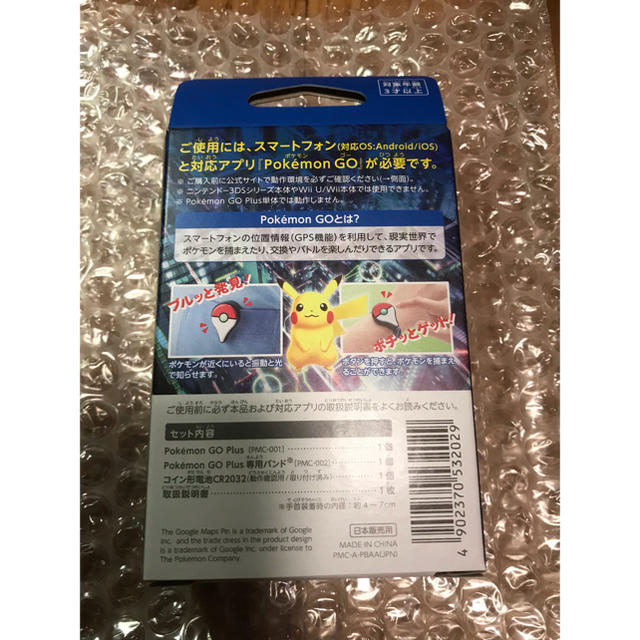 対象年齢
3才以上
ご使用には、スマートフォン(対応OS:Android/iOS)
と対応アプリ『Pokémon GO』が必要です。
※ ご購入前に公式サイトで動作環境を必ずご確認ください(→側面)。
※ ニンテンドー3DSシリーズ本体やWii U/Wii本体では使用できません。
※ Pokémon GO Plus単体では動作しません。
Pokémon GOとは?
スマートフォンの位置情報(GPS機能)を利用して、現実世界で
ポケモンを捕まえたり、交換やバトルを楽しんだりできるアプリです。
ブルッと発見!
ポチッとゲット!
ポケモンが近くにいると振動と光
で知らせます。
ボタンを押すと、ポケモンを捕まえ
ることができます。
ご使用前に必ず本品および対応アプリの取扱説明書をよくお読みください。
セット内容
Pokémon GO Plus [PMC-001] 1個
Pokémon GO Plus 専用バンド※[PMC-002] 1個
コイン形電池CR2032(動作確認用/取り付け済み) 1個
取扱説明書 1枚
※手首装着時の内径:約4~7cm
The Google Maps Pin is a trademark of Google
Inc. and the trade dress in the product design
is a trademark of Google Inc. under license to
The Pokémon Company.
日本販売用
MADE IN CHINA
PMC-A-PBAA(JPN)
4 902370 532029